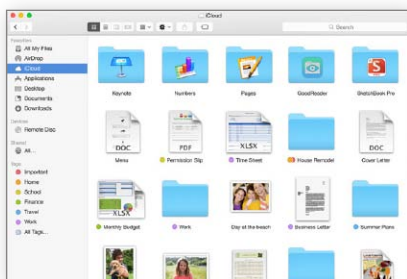 iCloud
Search
Favorites
All My Files
AirDrop
iCloud
Applications
Desktop
Documents
Downloads
Devices
Remote Disc
Shared
All...
Tags
Important
Home
School
Finance
Travel
Work
All Tags...
Keynote Numbers Pages GoodReader SketchBook Pro
DOC PDF XLSX DOC
Menu Permission Slip Time Sheet House Remodel Cover Letter
XLSX
Monthly Budget Work Day at the beach Business Letter Summer Plans